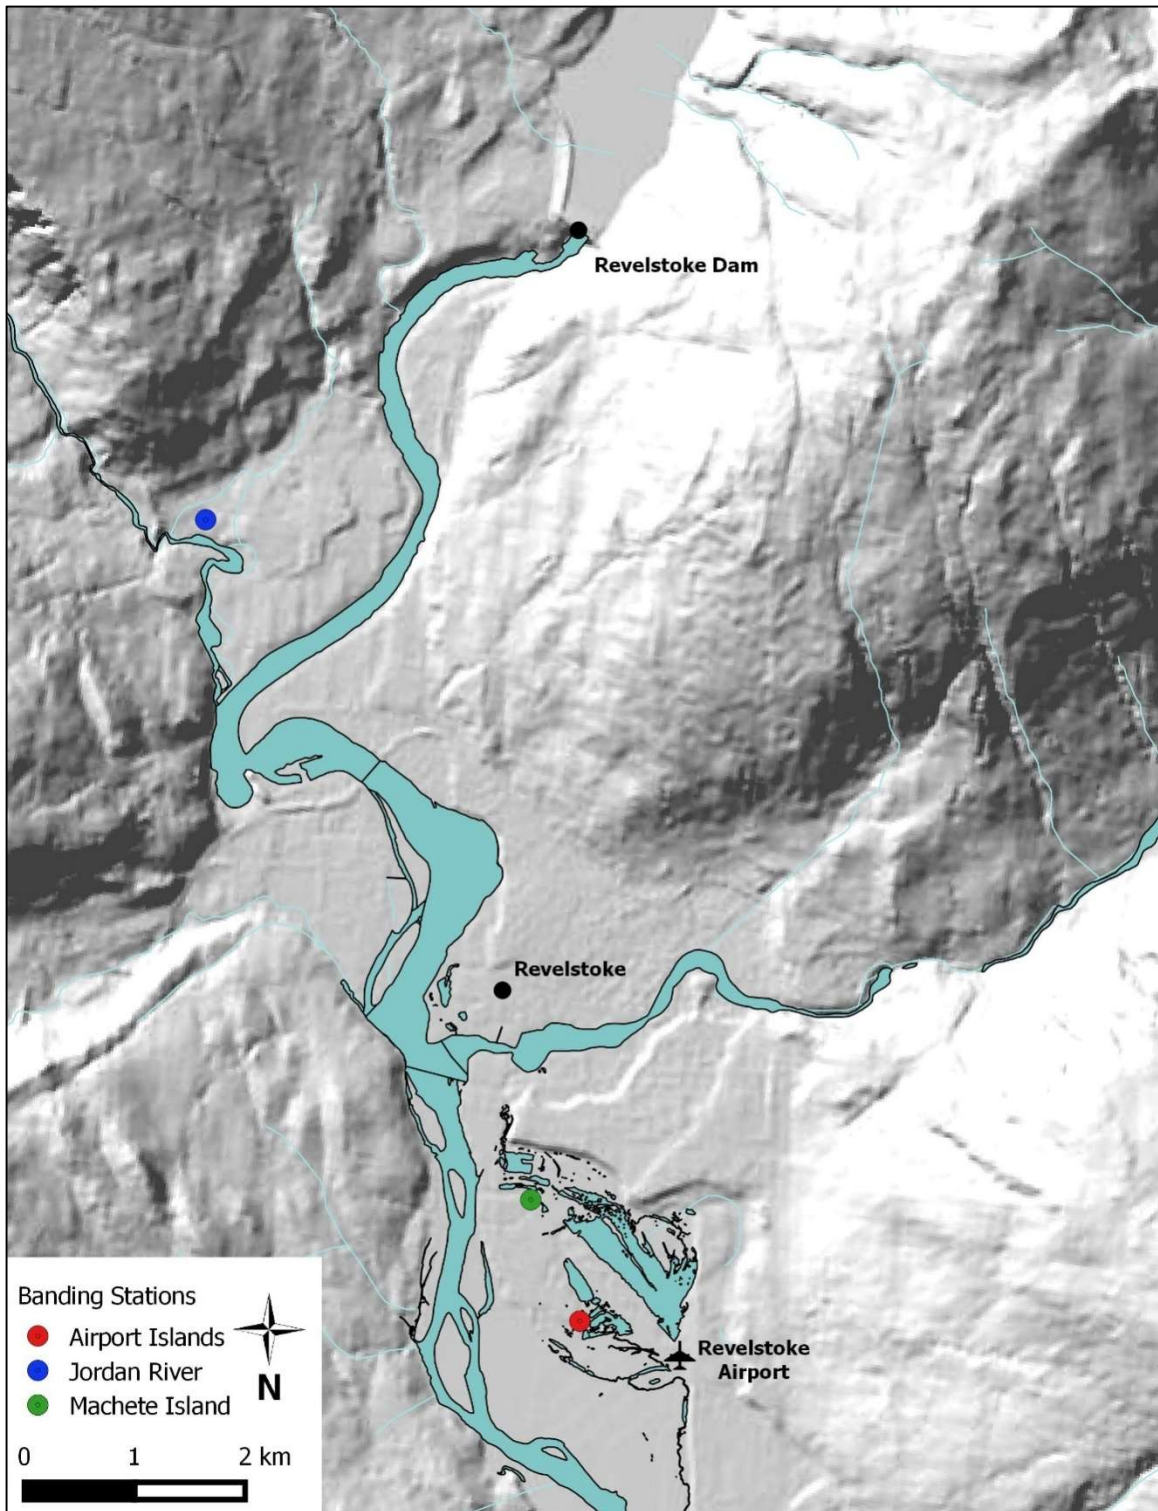 Revelstoke Dam
Revelstoke
Revelstoke
Airport
Banding Stations
Airport Islands
Jordan River
Machete Island
N
0 1 2 km